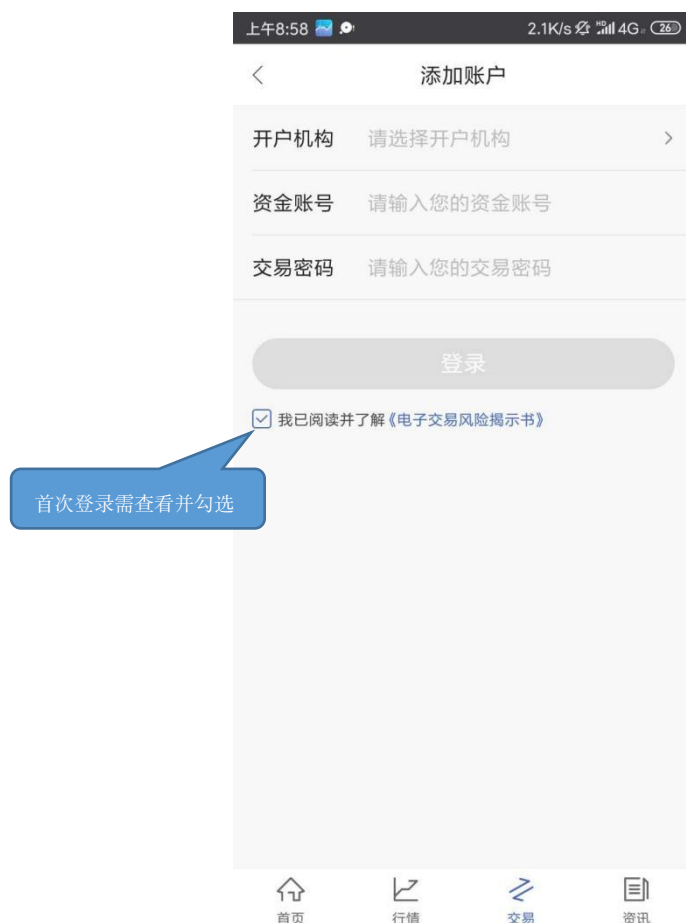 上午8:58 2.1K/s HD 4G 26
添加账户
开户机构 请选择开户机构
资金账号 请输入您的资金账号
交易密码 请输入您的交易密码
登录
我已阅读并了解《电子交易风险揭示书》
首次登录需查看并勾选
首页 行情 交易 资讯